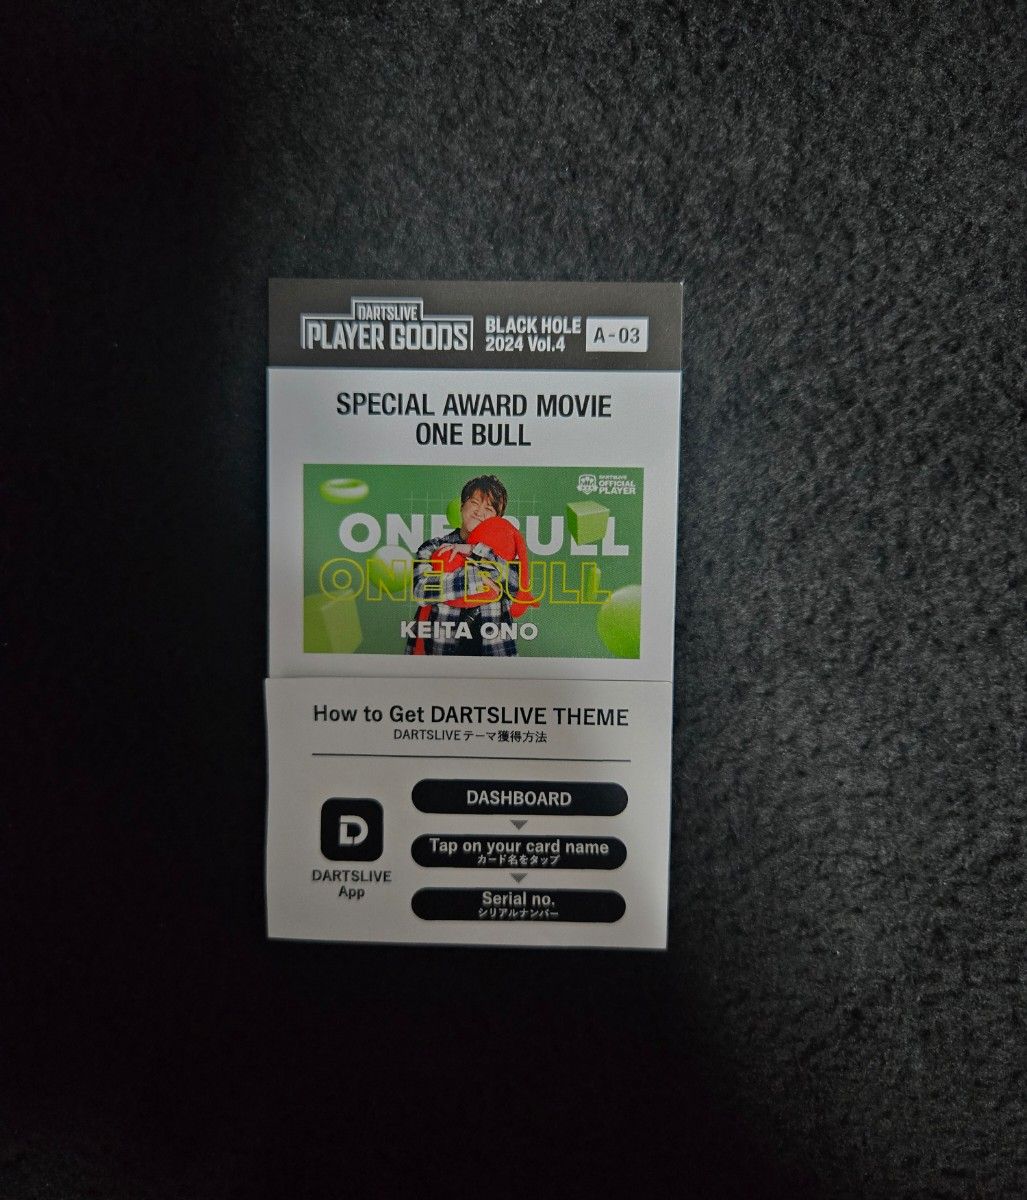 DARTSLIVE
PLAYER GOODS
BLACK HOLE
2024 Vol.4
A-03
SPECIAL AWARD MOVIE
ONE BULL
DARTSLIVE
OFFICIAL
PLAYER
ONE BULL
ONE BULL
KEITA ONO
How to Get DARTSLIVE THEME
DARTSLIVEテーマ獲得方法
DASHBOARD
Tap on your card name
カード名をタップ
Serial no.
シリアルナンバー
D
DARTSLIVE
App